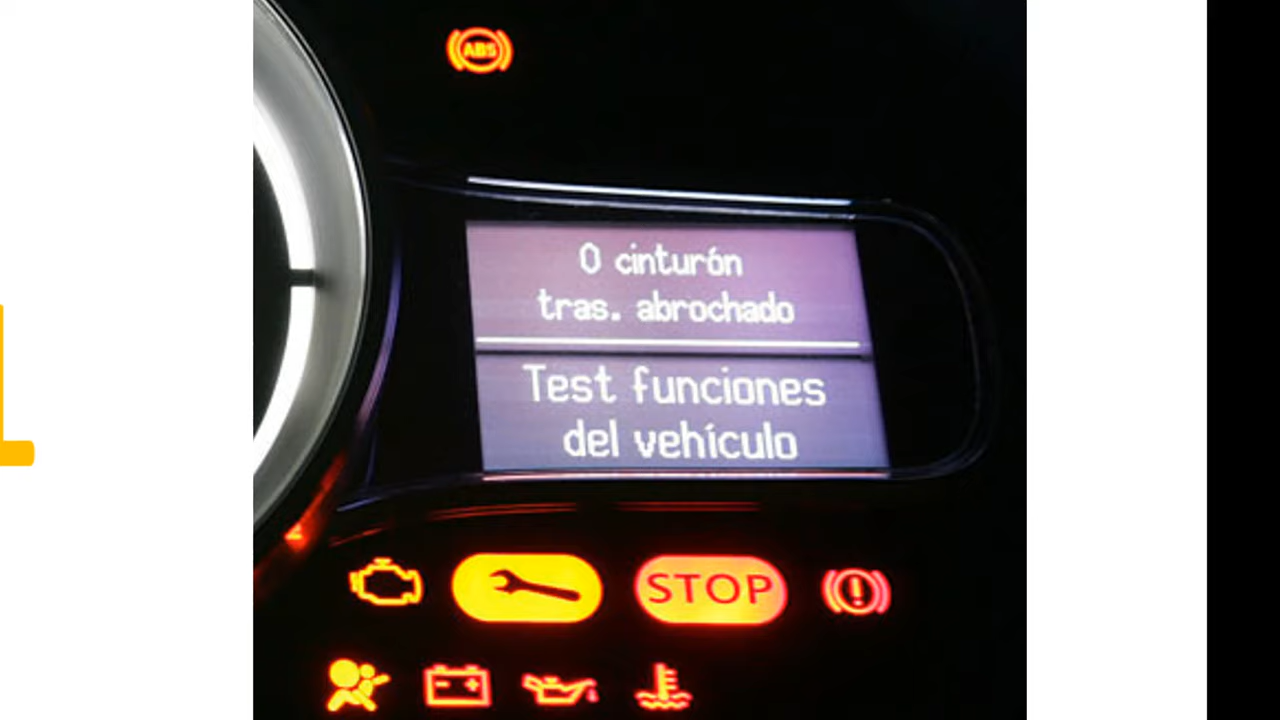 ABS
0 cinturón
tras. abrochado
Test funciones
del vehículo
STOP